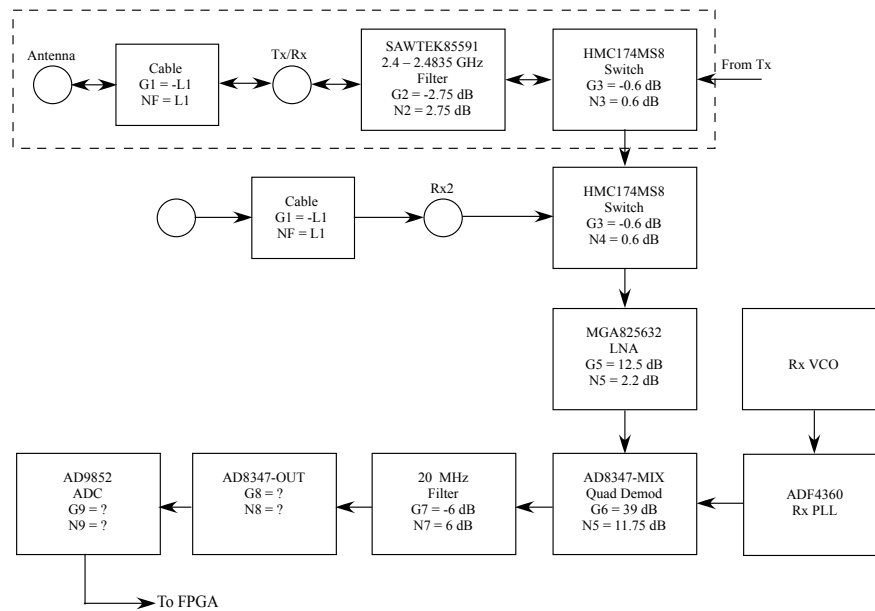 Antenna
Cable
G1 = -L1
NF = L1
Tx/Rx
SAWTEK85591
2.4 – 2.4835 GHz
Filter
G2 = -2.75 dB
N2 = 2.75 dB
HMC174MS8
Switch
G3 = -0.6 dB
N3 = 0.6 dB
From Tx
Cable
G1 = -L1
NF = L1
Rx2
HMC174MS8
Switch
G3 = -0.6 dB
N4 = 0.6 dB
MGA825632
LNA
G5 = 12.5 dB
N5 = 2.2 dB
Rx VCO
AD9852
ADC
G9 = ?
N9 = ?
AD8347-OUT
G8 = ?
N8 = ?
20 MHz
Filter
G7 = -6 dB
N7 = 6 dB
AD8347-MIX
Quad Demod
G6 = 39 dB
N5 = 11.75 dB
ADF4360
Rx PLL
To FPGA